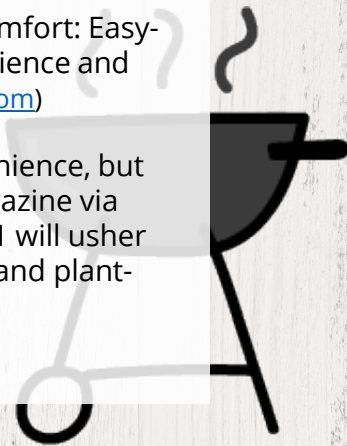 mfort: Easy-
ience and
om)
nience, but
azine via
will usher
and plant-